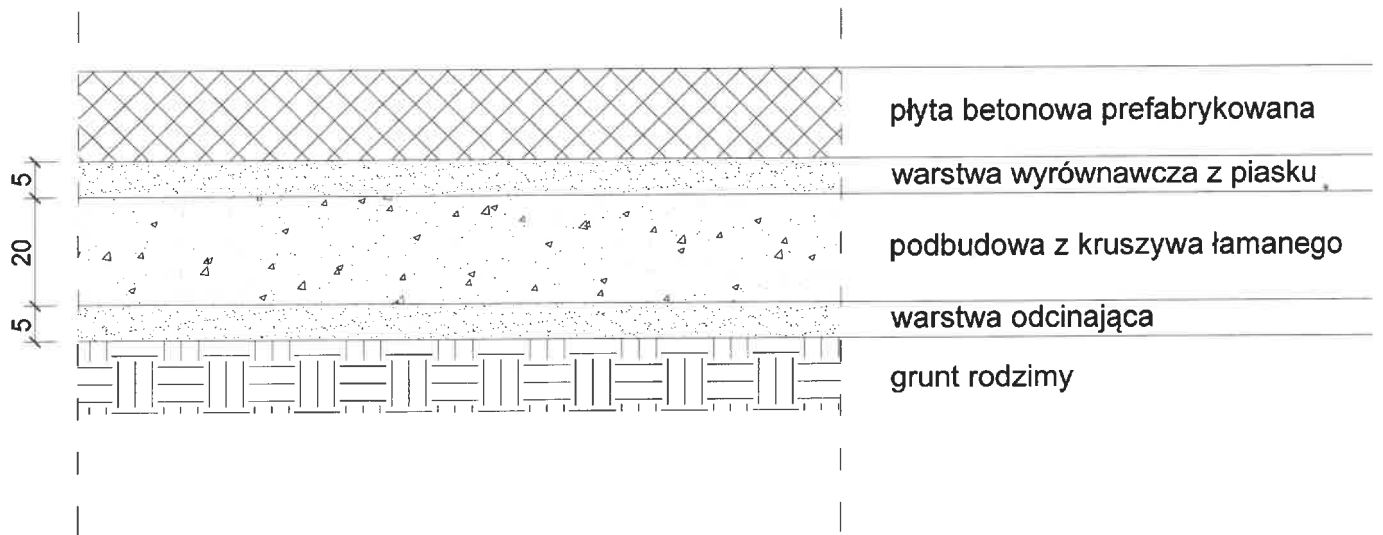 płyta betonowa prefabrykowana
5 warstwa wyrównawcza z piasku
20 podbudowa z kruszywa łamanego
5 warstwa odcinająca
grunt rodzimy